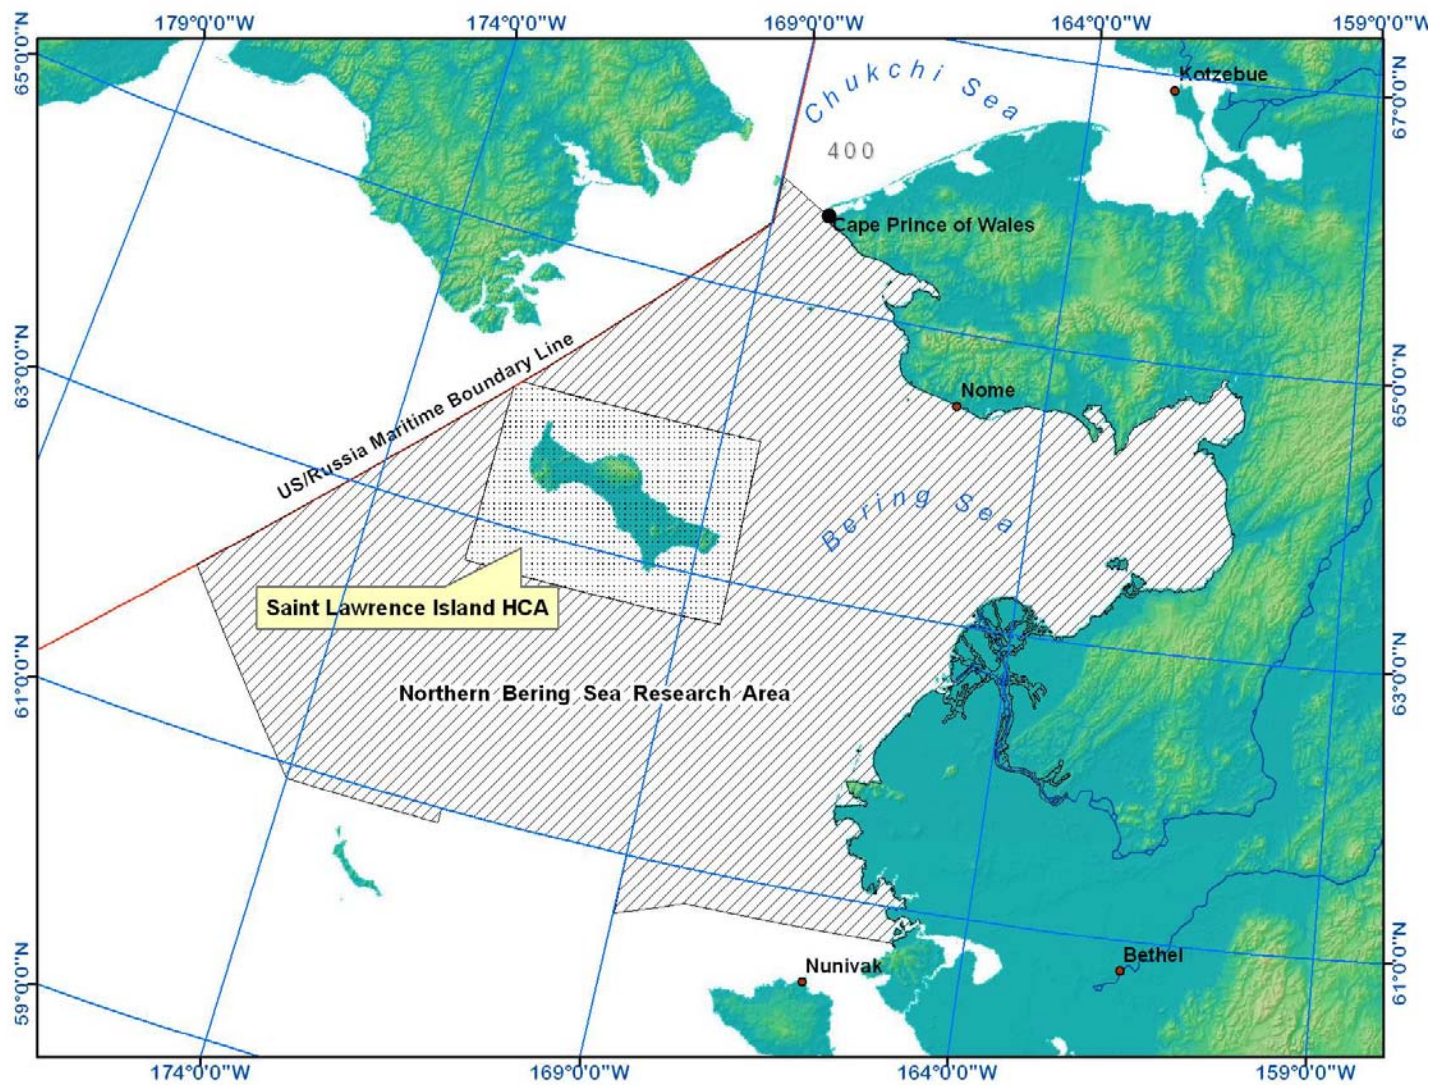 179°0'0"W
174°0'0"W
169°0'0"W
164°0'0"W
159°0'0"W
65°0'0"N
67°0'0"N
Kotzebue
Chukchi Sea
400
Cape Prince of Wales
63°0'0"N
65°0'0"N
US/Russia Maritime Boundary Line
Nome
Bering Sea
Saint Lawrence Island HCA
61°0'0"N
63°0'0"N
Northern Bering Sea Research Area
59°0'0"N
61°0'0"N
Nunivak
Bethel
174°0'0"W
169°0'0"W
164°0'0"W
159°0'0"W